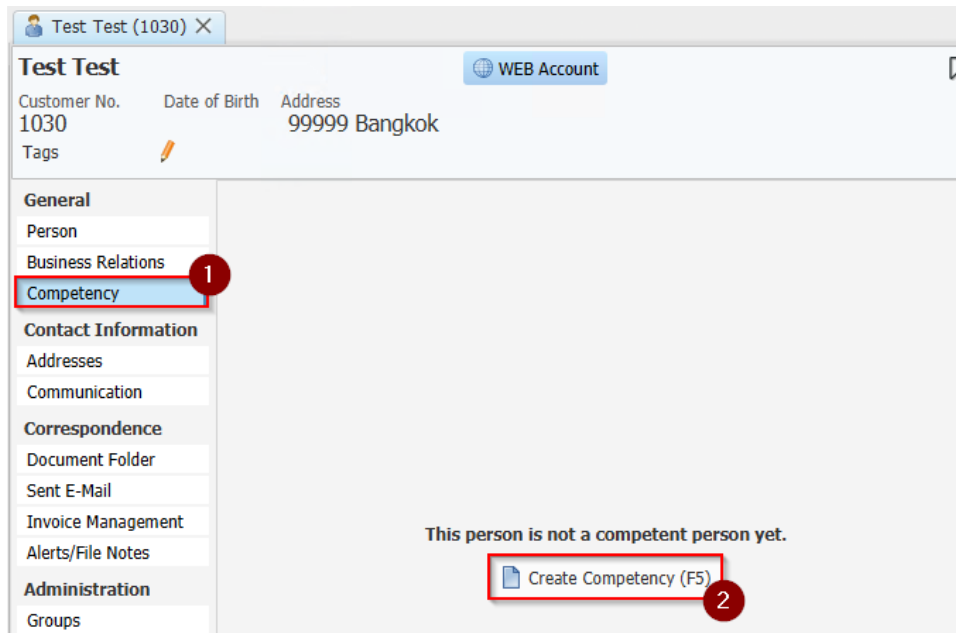 Test Test (1030)
Test Test
WEB Account
Customer No. Date of Birth Address
1030 99999 Bangkok
Tags
General
Person
Business Relations
1
Competency
Contact Information
Addresses
Communication
Correspondence
Document Folder
Sent E-Mail
Invoice Management
This person is not a competent person yet.
Alerts/File Notes
Create Competency (F5)
2
Administration
Groups